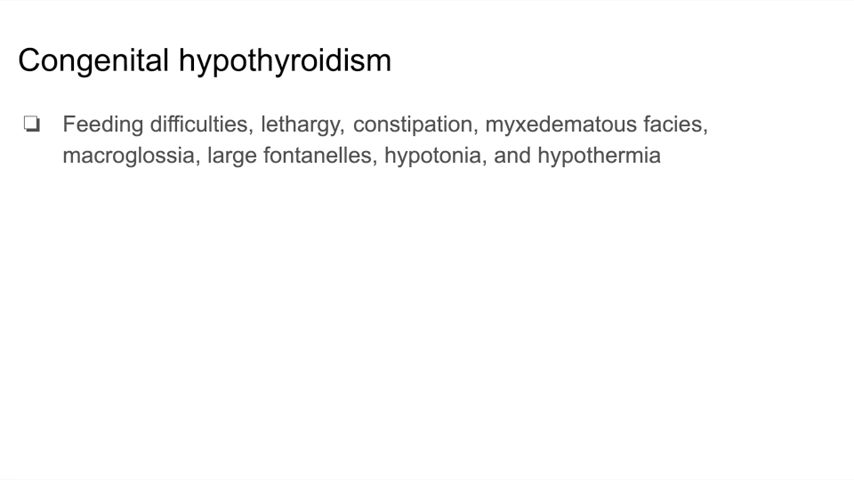 Congenital hypothyroidism
❏ Feeding difficulties, lethargy, constipation, myxedematous facies,
macroglossia, large fontanelles, hypotonia, and hypothermia